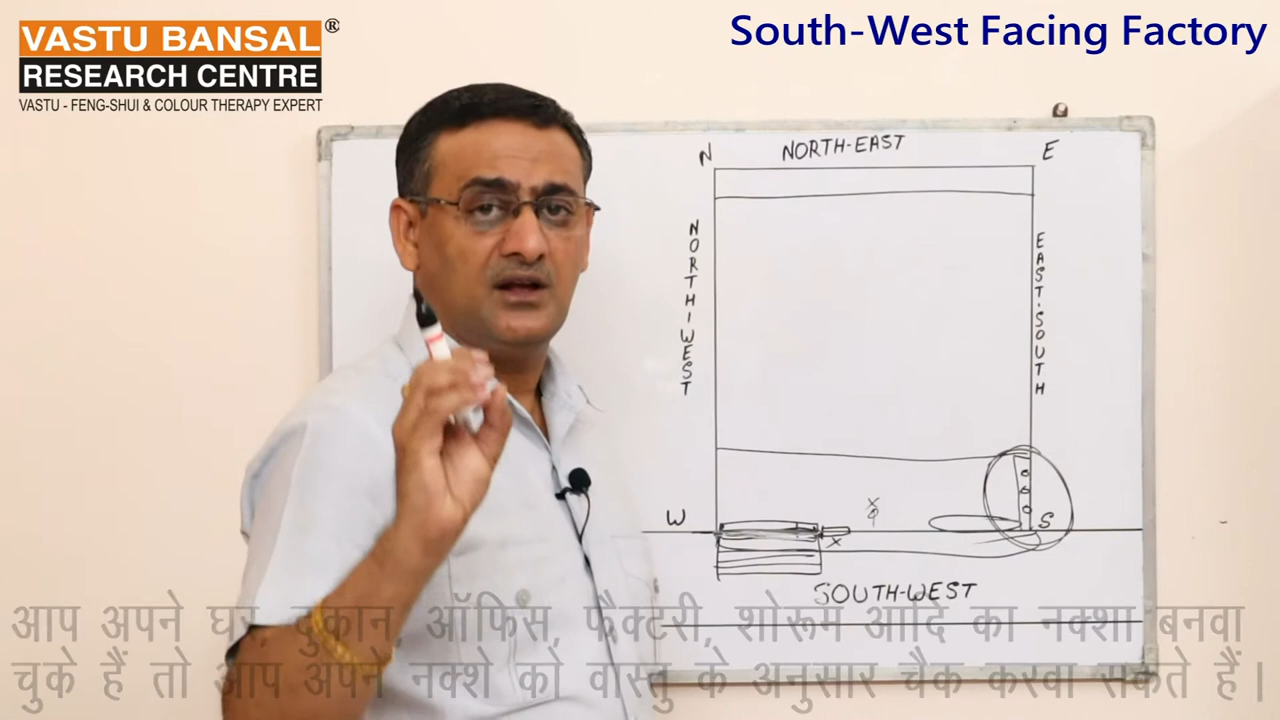 VASTU BANSAL®
RESEARCH CENTRE
VASTU - FENG-SHUI & COLOUR THERAPY EXPERT
South-West Facing Factory
N
NORTH-EAST
E
NORTH-WEST
EAST-SOUTH
W
S
SOUTH-WEST
आप अपने घर, दुकान, ऑफिस, फैक्टरी, शोरूम आदि का नक्शा बनवा
चुके हैं तो आप अपने नक्शे को वास्तु के अनुसार चैक करवा सकते हैं।